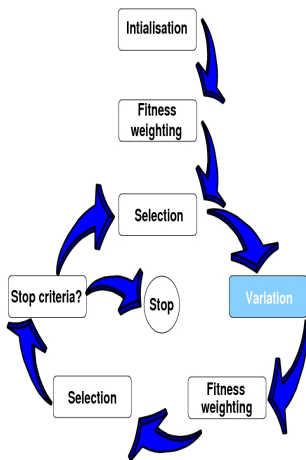 Intialisation
Fitness
weighting
Selection
Stop criteria?
Stop
Variation
Selection
Fitness
weighting